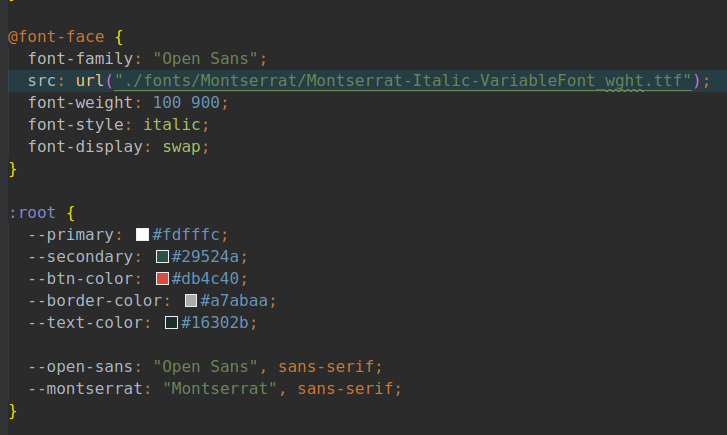 @font-face {
font-family: "Open Sans";
src: url("./fonts/Montserrat/Montserrat-Italic-VariableFont_wght.ttf");
font-weight: 100 900;
font-style: italic;
font-display: swap;
}
:root {
--primary: #fdfffc;
--secondary: #29524a;
--btn-color: #db4c40;
--border-color: #a7abaa;
--text-color: #16302b;
--open-sans: "Open Sans", sans-serif;
--montserrat: "Montserrat", sans-serif;
}